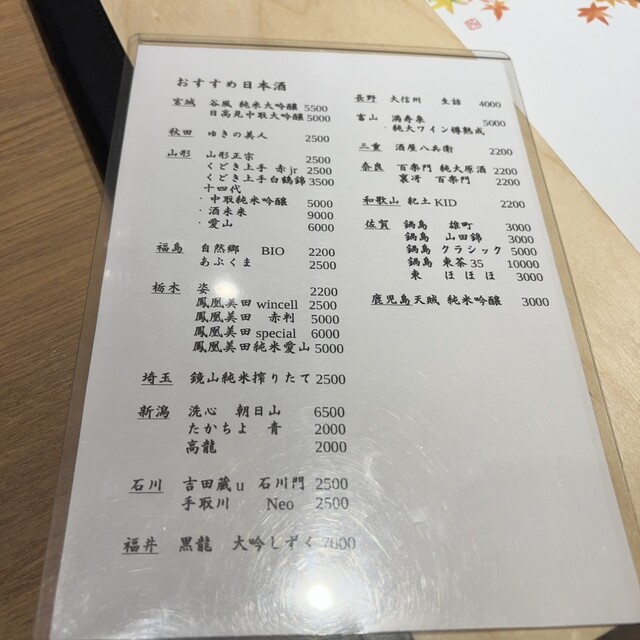 おすすめ日本酒
宮城 谷風 純米大吟醸 5500
日高見中取大吟醸 5000
秋田 ゆきの美人 2500
山形 山形正宗 2500
くどき上手 赤jr 2500
くどき上手白鶴錦 3500
十四代
・中取純米吟醸 5000
・酒未来 9000
・愛山 6000
福島 自然郷 BIO 2200
あぶくま 2500
栃木 姿 2200
鳳凰美田 wincell 2500
鳳凰美田 赤判 5000
鳳凰美田 special 6000
鳳凰美田純米愛山 5000
埼玉 鏡山純米搾りたて 2500
新潟 洗心 朝日山 6500
たかちよ 青 2000
高龍 2000
石川 吉田蔵u 石川門 2500
手取川 Neo 2500
福井 黒龍 大吟しずく 7000
長野 大信州 生詰 4000
富山 満寿泉 5000
・純大ワイン樽熟成
三重 酒屋八兵衛 2200
奈良 百楽門 純大原酒 2200
裏哥 百楽門 2200
和歌山 紀土 KID 2200
佐賀 鍋島 雄町 3000
鍋島 山田錦 3000
鍋島 クラシック 5000
鍋島 東条 35 10000
東 ほほほ 3000
鹿児島 天賦 純米吟醸 3000